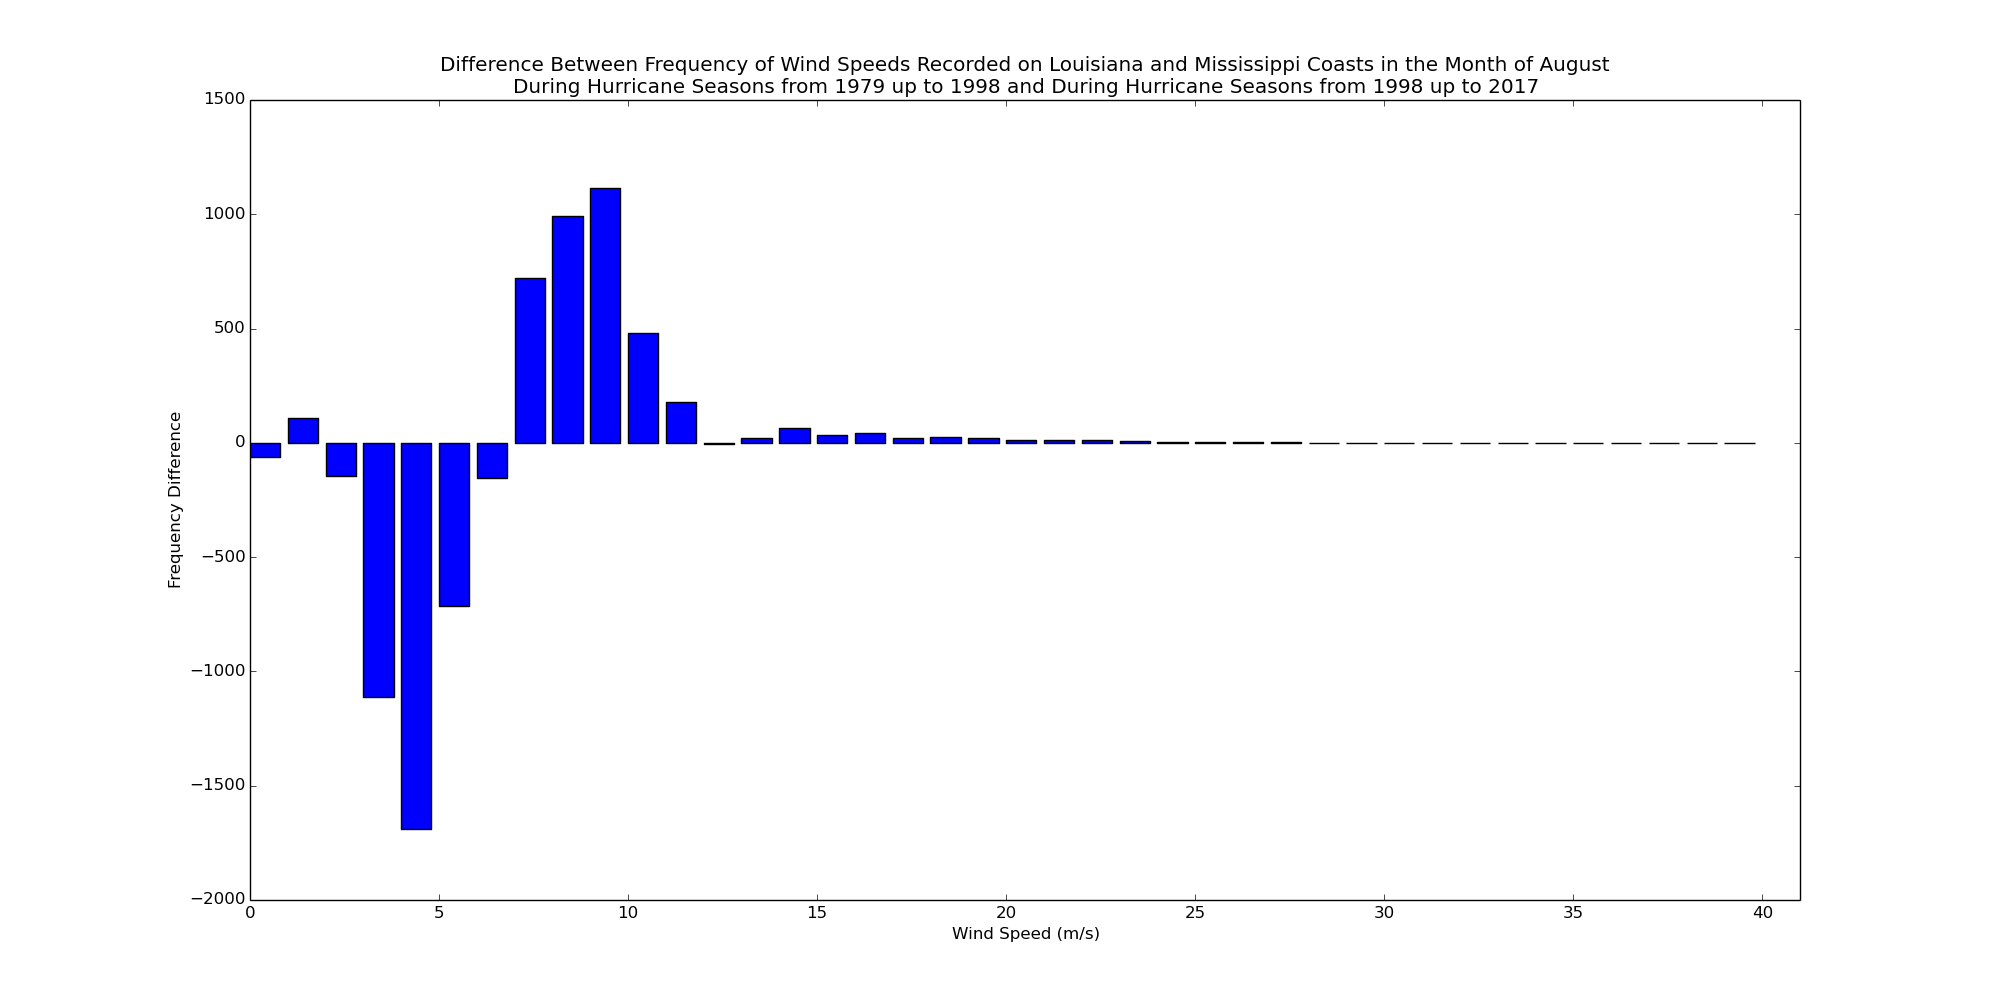 Difference Between Frequency of Wind Speeds Recorded on Louisiana and Mississippi Coasts in the Month of August
During Hurricane Seasons from 1979 up to 1998 and During Hurricane Seasons from 1998 up to 2017
1500
1000
500
0
−500
−1000
−1500
−2000
Frequency Difference
0 5 10 15 20 25 30 35 40
Wind Speed (m/s)